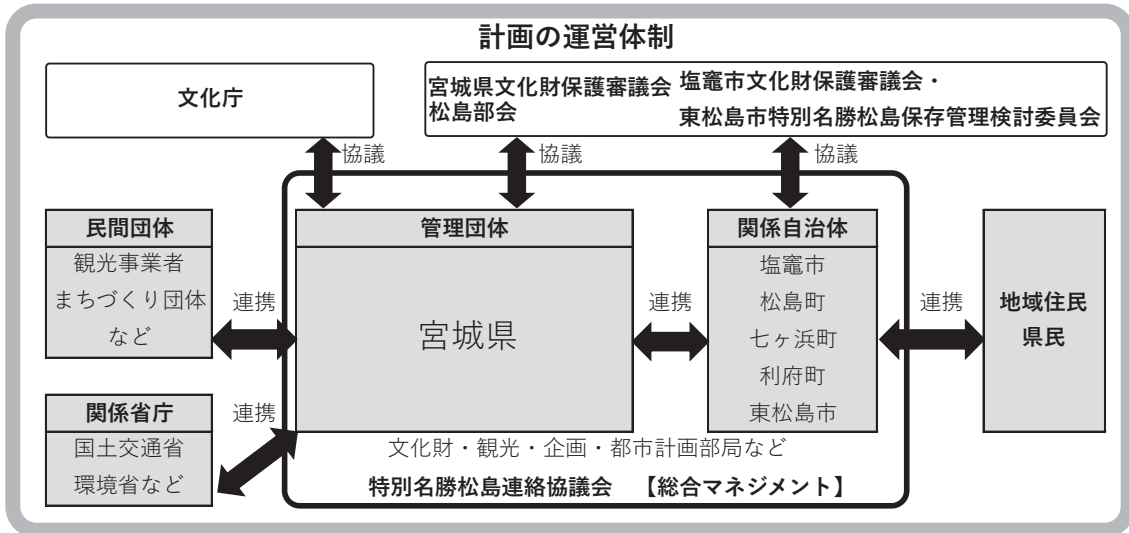 計画の運営体制
文化庁
宮城県文化財保護審議会
松島部会
塩竈市文化財保護審議会・
東松島市特別名勝松島保存管理検討委員会
協議
協議
協議
民間団体
観光事業者
まちづくり団体
など
連携
管理団体
宮城県
連携
関係自治体
塩竈市
松島町
七ヶ浜町
利府町
東松島市
連携
地域住民
県民
関係省庁
国土交通省
環境省など
連携
文化財・観光・企画・都市計画部局など
特別名勝松島連絡協議会 【総合マネジメント】